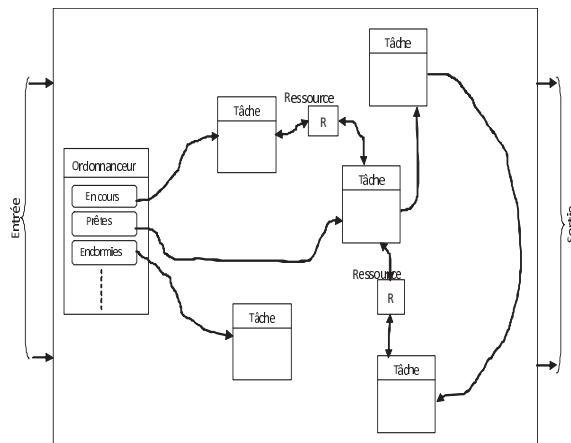 Tâche
Ressource
Tâche
R
Ordonnanceur
En cours
Tâche
Prêtes
Entrée
Endormies
Ressource
R
Tâche
Tâche